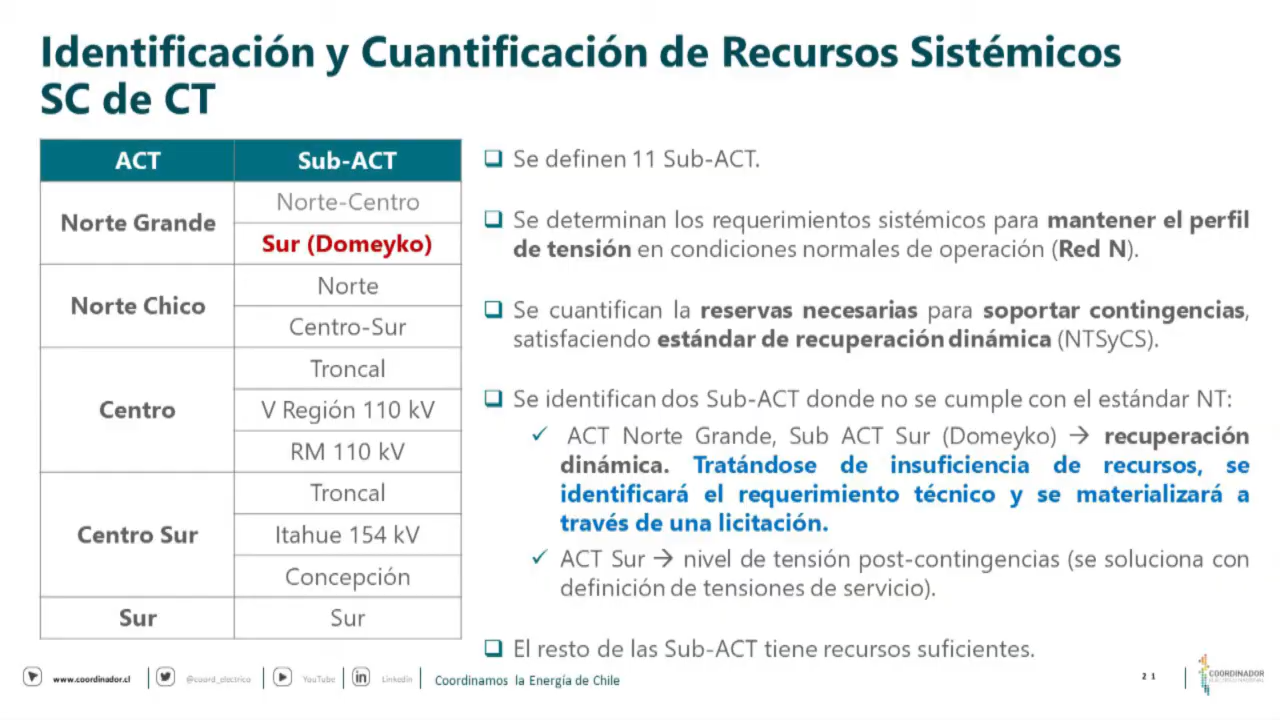 Identificación y Cuantificación de Recursos Sistémicos
SC de CT
ACT
Sub-ACT
Norte Grande
Norte-Centro
Sur (Domeyko)
Norte Chico
Norte
Centro-Sur
Centro
Troncal
V Región 110 kV
RM 110 kV
Centro Sur
Troncal
Itahue 154 kV
Concepción
Sur
Sur
❑ Se definen 11 Sub-ACT.
❑ Se determinan los requerimientos sistémicos para mantener el perfil
de tensión en condiciones normales de operación (Red N).
❑ Se cuantifican la reservas necesarias para soportar contingencias,
satisfaciendo estándar de recuperación dinámica (NTSyCS).
❑ Se identifican dos Sub-ACT donde no se cumple con el estándar NT:
✓ ACT Norte Grande, Sub ACT Sur (Domeyko) → recuperación
dinámica. Tratándose de insuficiencia de recursos, se
identificará el requerimiento técnico y se materializará a
través de una licitación.
✓ ACT Sur → nivel de tensión post-contingencias (se soluciona con
definición de tensiones de servicio).
❑ El resto de las Sub-ACT tiene recursos suficientes.
www.coordinador.cl
@coord_electrico
YouTube
in
Linkedin
Coordinamos la Energía de Chile
21
COORDINADOR
ELÉCTRICO NACIONAL